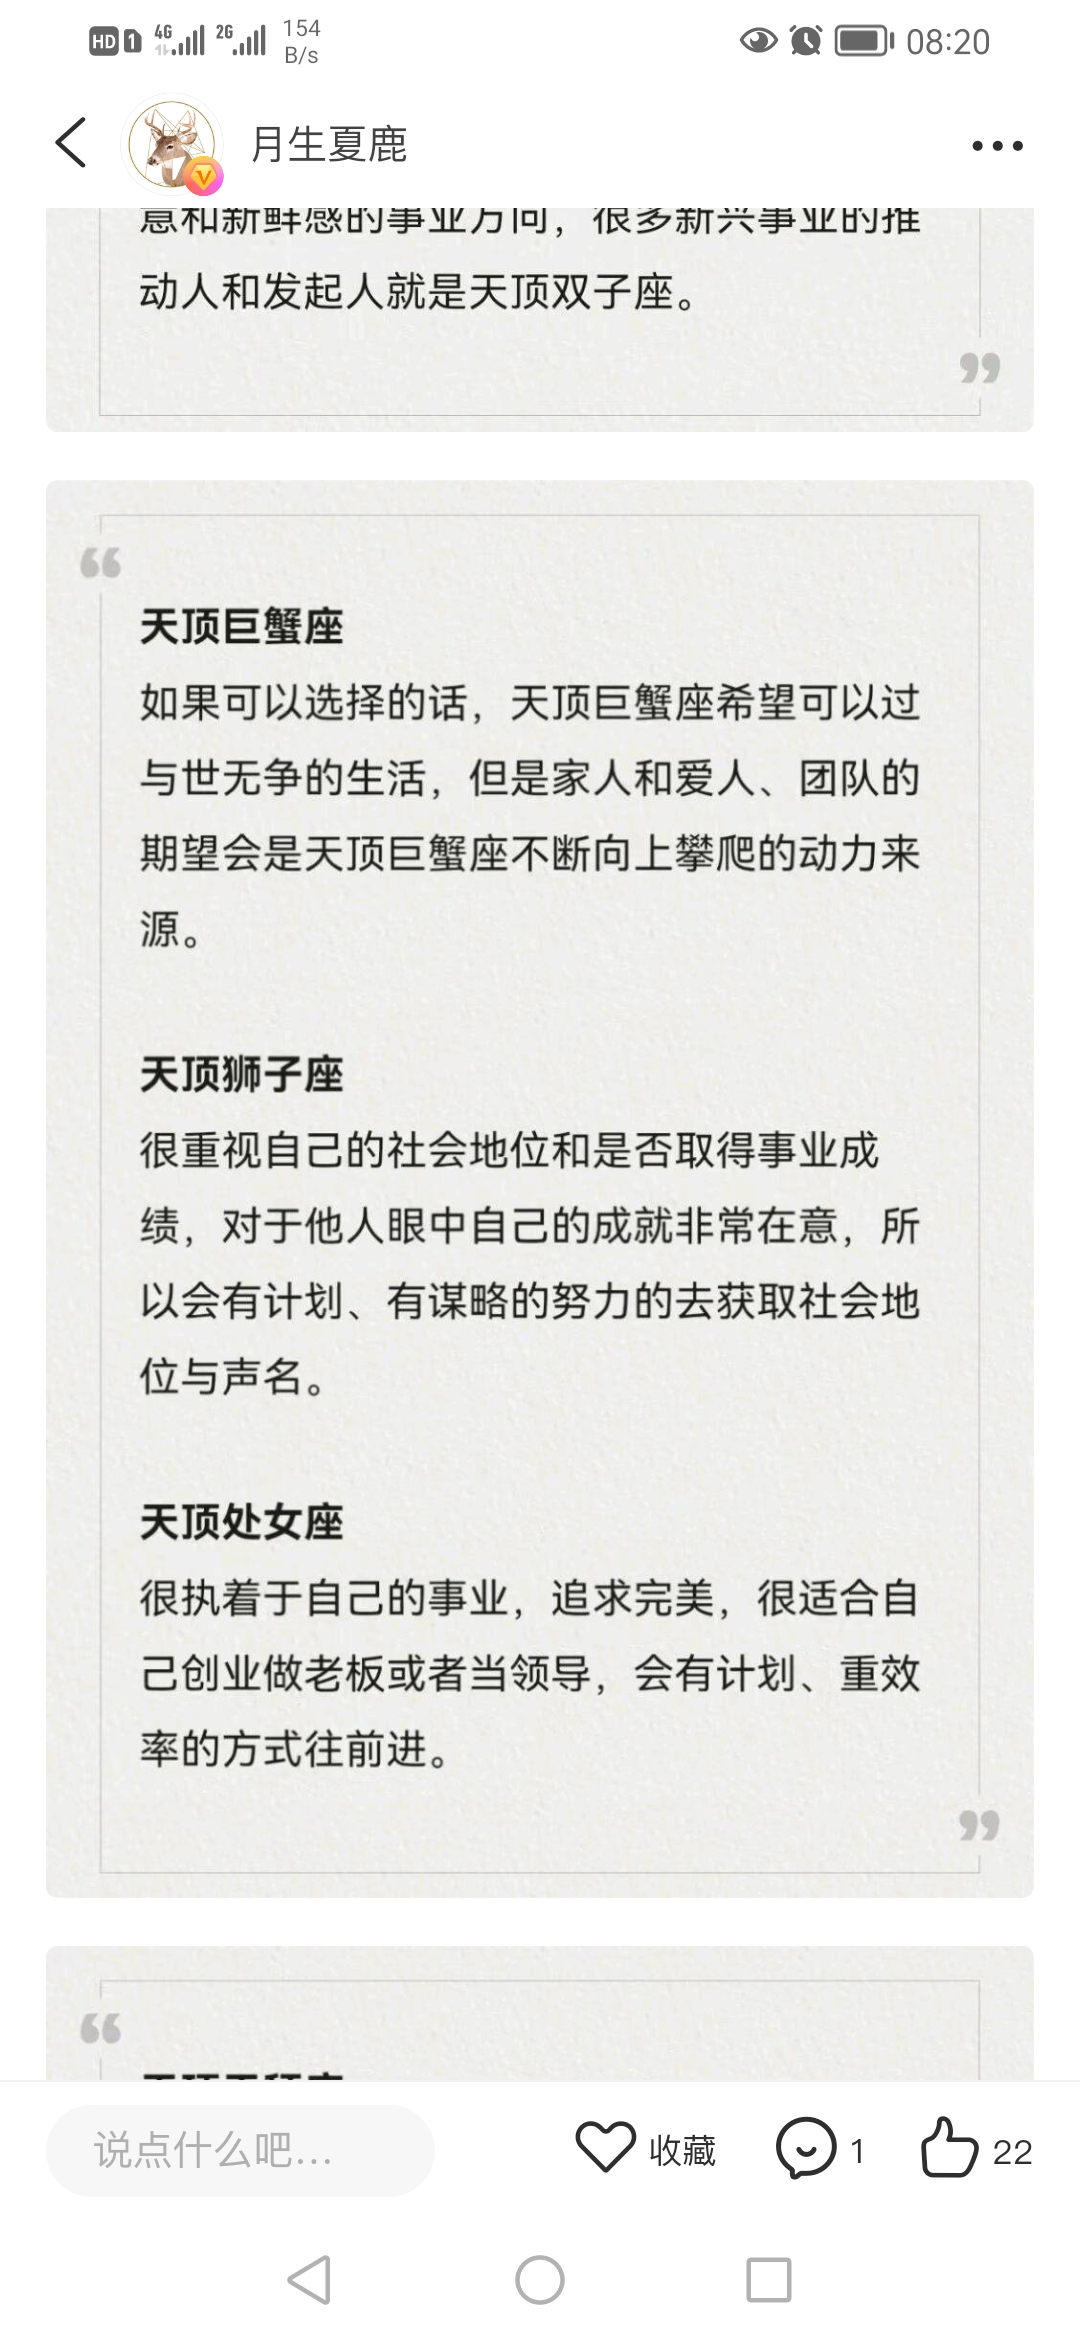 HD 1 4G 2G 154 B/s 08:20
月生夏鹿
意和新鲜感的事业方向，很多新兴事业的推
动人和发起人就是天顶双子座。
”
“
天顶巨蟹座
如果可以选择的话，天顶巨蟹座希望可以过
与世无争的生活，但是家人和爱人、团队的
期望会是天顶巨蟹座不断向上攀爬的动力来
源。
天顶狮子座
很重视自己的社会地位和是否取得事业成
绩，对于他人眼中自己的成就非常在意，所
以会有计划、有谋略的努力的去获取社会地
位与声名。
天顶处女座
很执着于自己的事业，追求完美，很适合自
己创业做老板或者当领导，会有计划、重效
率的方式往前进。
”
“
说点什么吧... 收藏 1 22